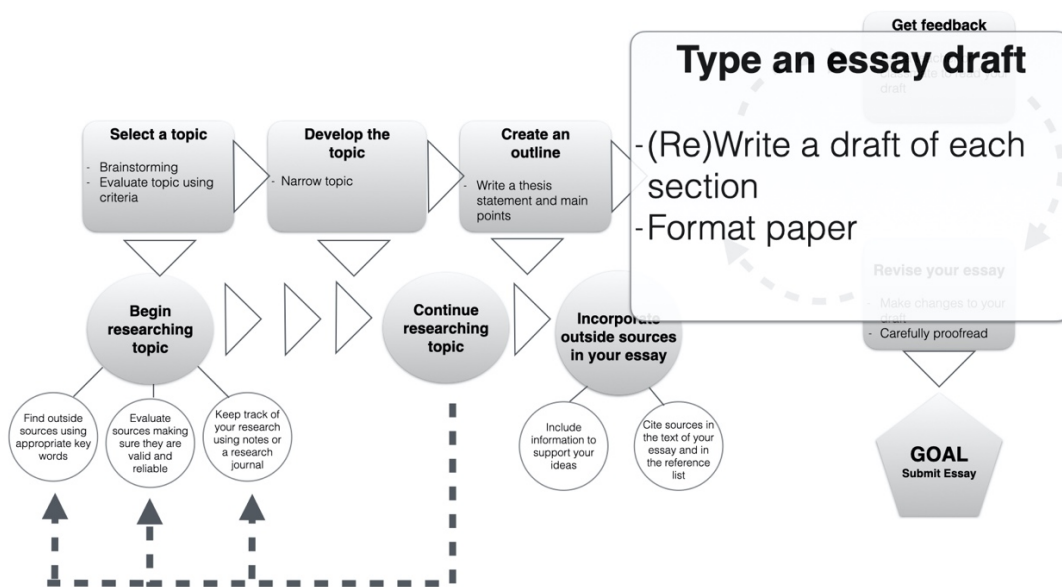 Get feedback
Type an essay draft
draft
-(Re)Write a draft of each
section
-Format paper
Select a topic
- Brainstorming
- Evaluate topic using
criteria
Develop the
topic
- Narrow topic
Create an
outline
- Write a thesis
statement and main
points
Revise your essay
- Make changes to your
draft
- Carefully proofread
Begin
researching
topic
Continue
researching
topic
Incorporate
outside sources
in your essay
Find outside
sources using
appropriate key
words
Evaluate
sources making
sure they are
valid and
reliable
Keep track of
your research
using notes or
a research
journal
Include
information to
support your
ideas
Cite sources in
the text of your
essay and in
the reference
list
GOAL
Submit Essay